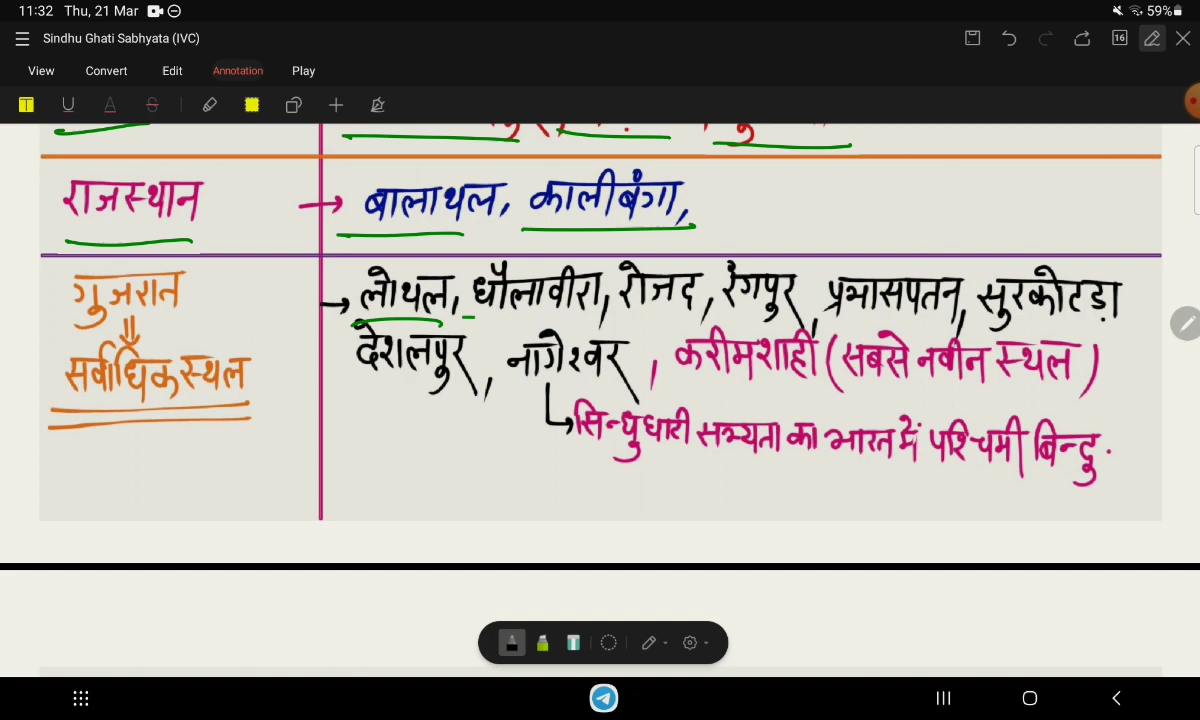 11:32 Thu, 21 Mar
59%
Sindhu Ghati Sabhyata (IVC)
16
View Convert Edit Annotation Play
राजस्थान → बालाथल, कालीबंगा,
गुजरात → लोथल, धौलावीरा, रोजद, रंगपुर, प्रभासपतन, सुरकोटड़ा
सर्वाधिक स्थल देशलपुर, नागेश्वर, करीमशाही (सबसे नवीन स्थल)
सिन्धुधाटी सभ्यता का भारत में पश्चिमी बिन्दु.